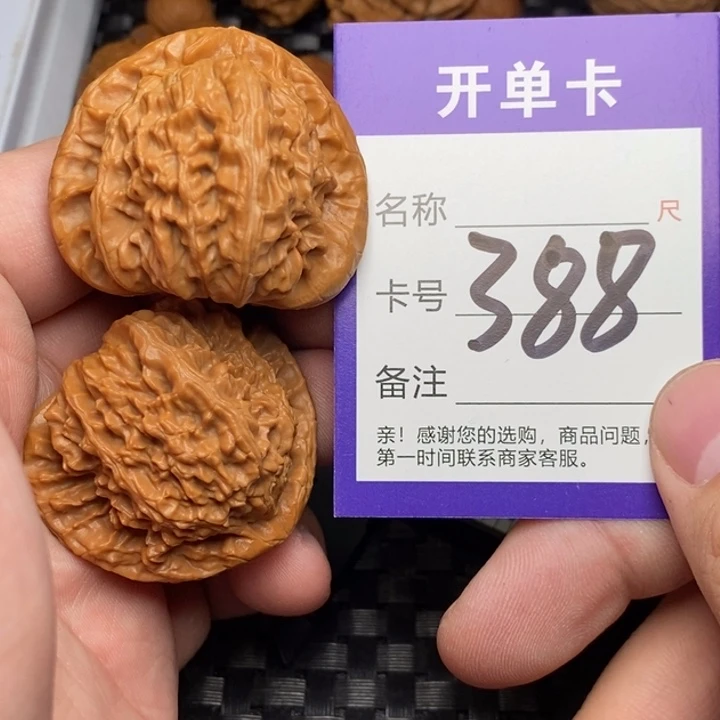 开单卡
名称 尺
卡号 388
备注
亲！感谢您的选购，商品问题，
第一时间联系商家客服。